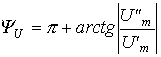 Ψ_U = π + arctg|U''_m / U'_m|